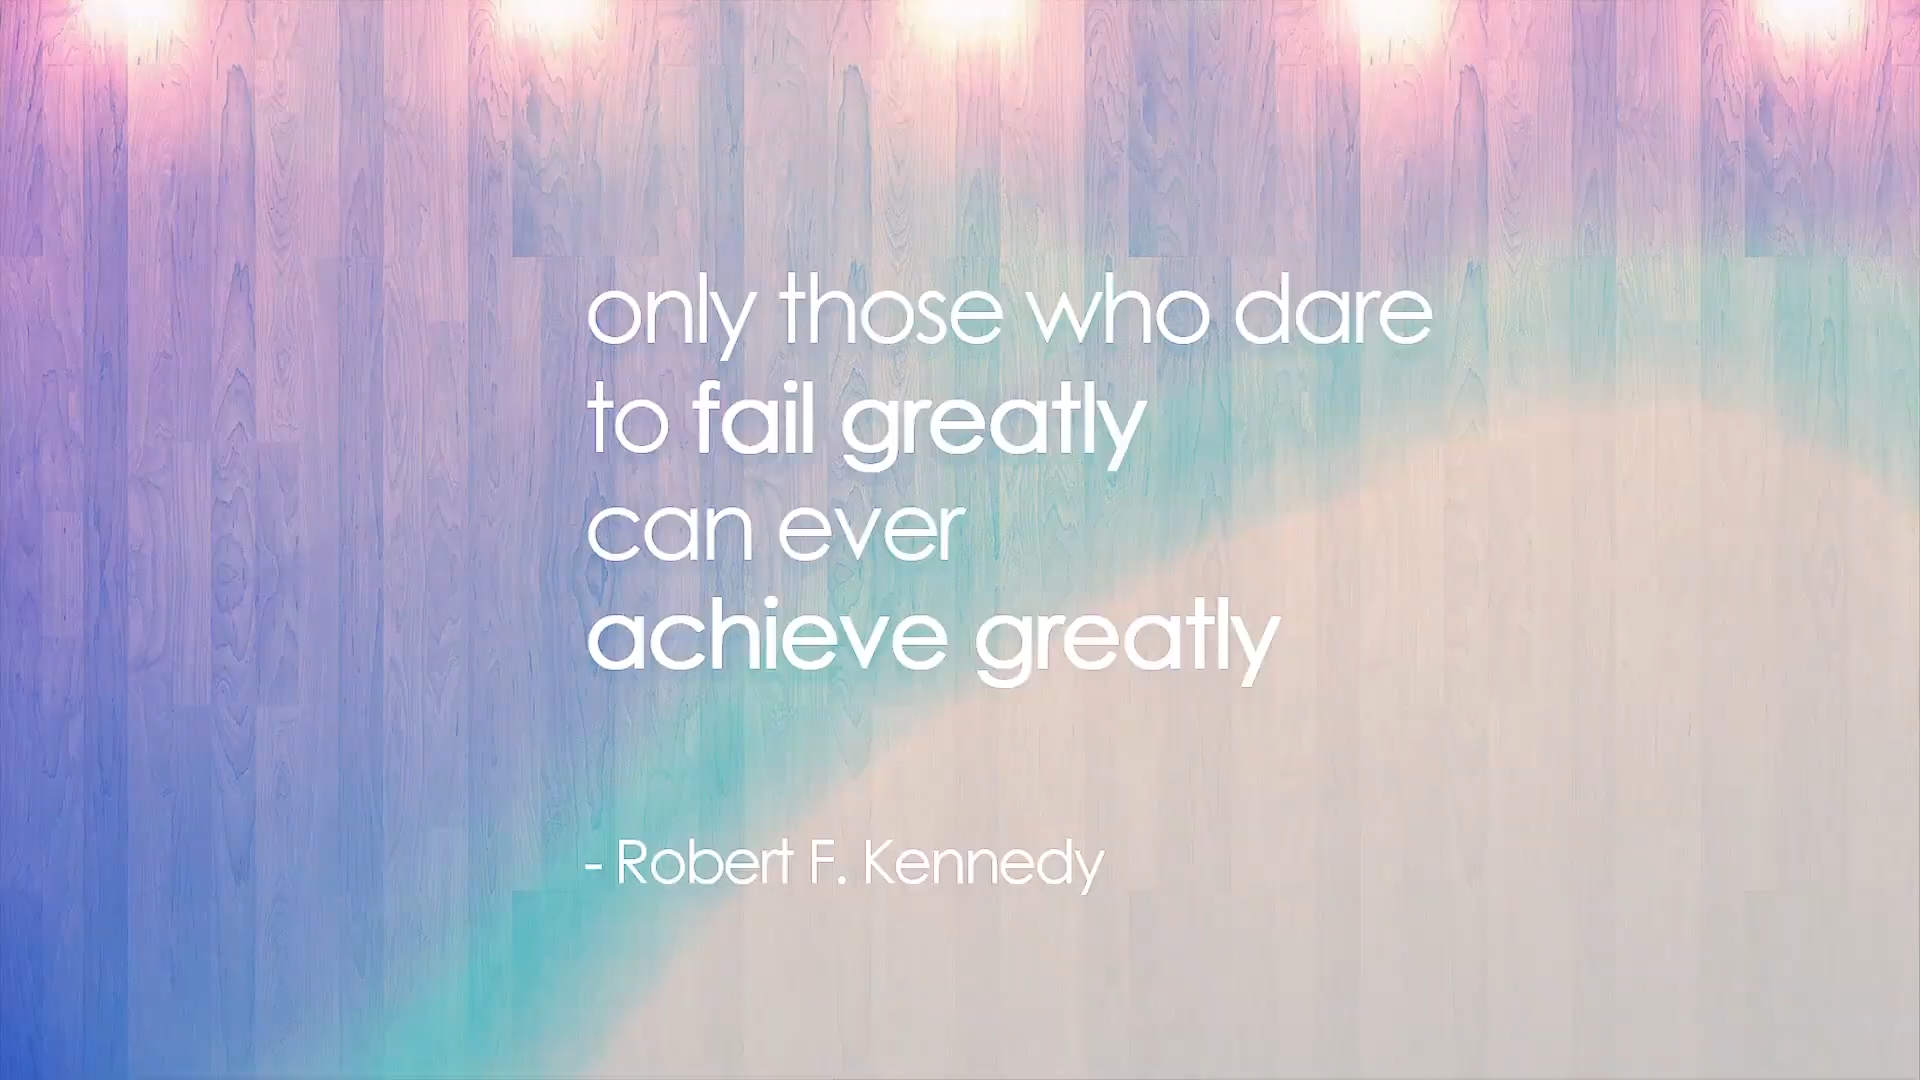 only those who dare
to fail greatly
can ever
achieve greatly
- Robert F. Kennedy